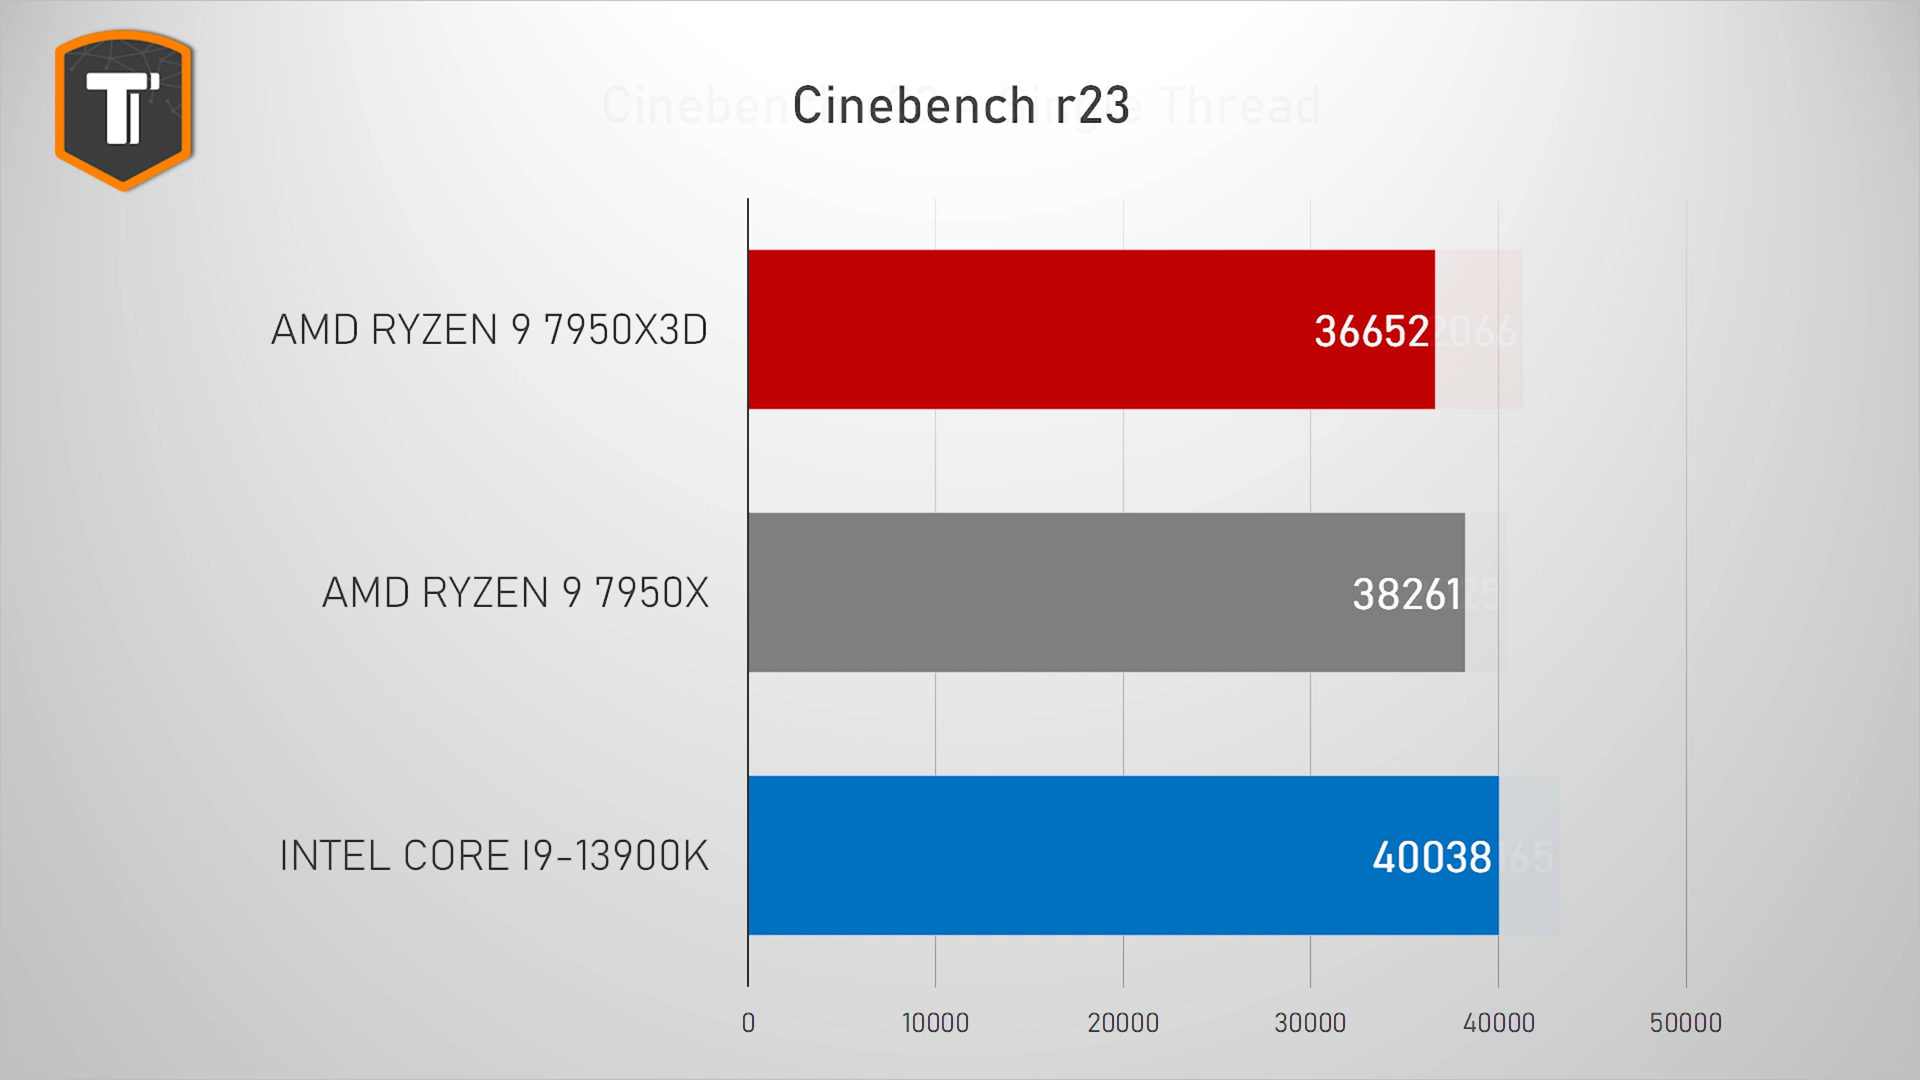 Cinebench r23
AMD RYZEN 9 7950X3D
36652
AMD RYZEN 9 7950X
38261
INTEL CORE I9-13900K
40038
0 10000 20000 30000 40000 50000